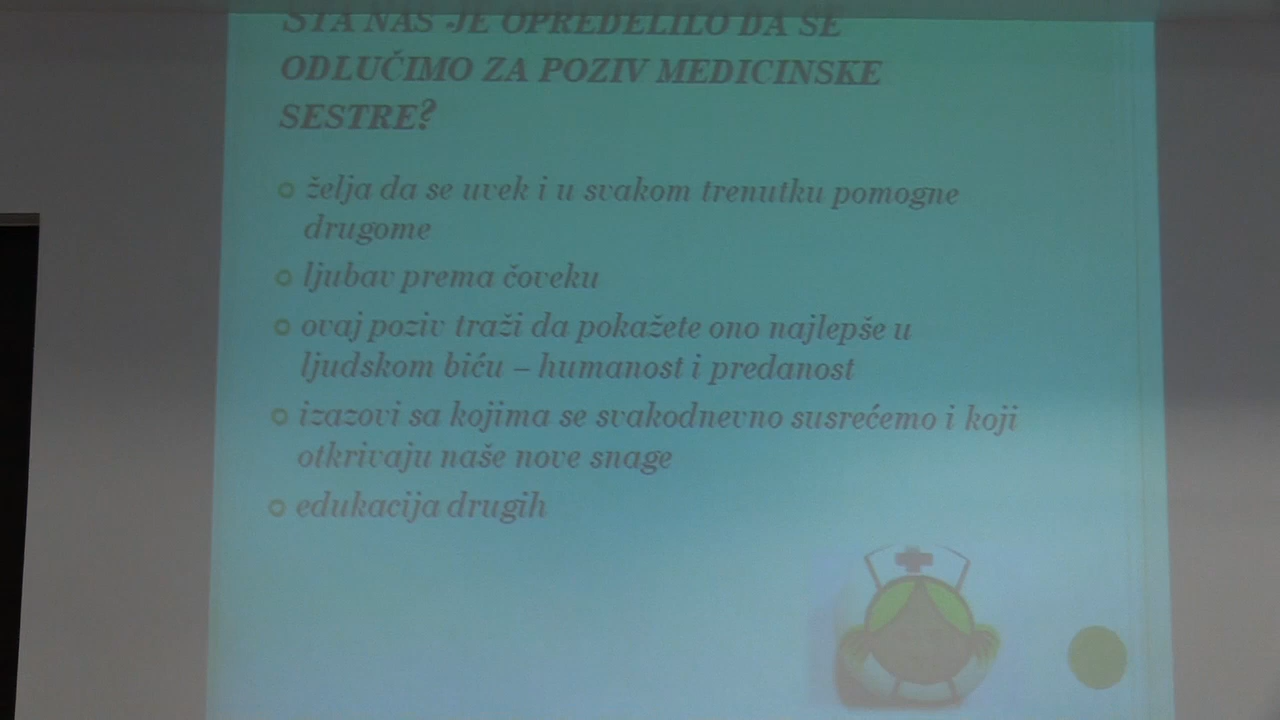 ŠTA NAS JE OPREDELILO DA SE
ODLUČIMO ZA POZIV MEDICINSKE
SESTRE?
želja da se uvek i u svakom trenutku pomogne
drugome
ljubav prema čoveku
ovaj poziv traži da pokažete ono najlepše u
ljudskom biću – humanost i predanost
izazovi sa kojima se svakodnevno susrećemo i koji
otkrivaju naše nove snage
edukacija drugih